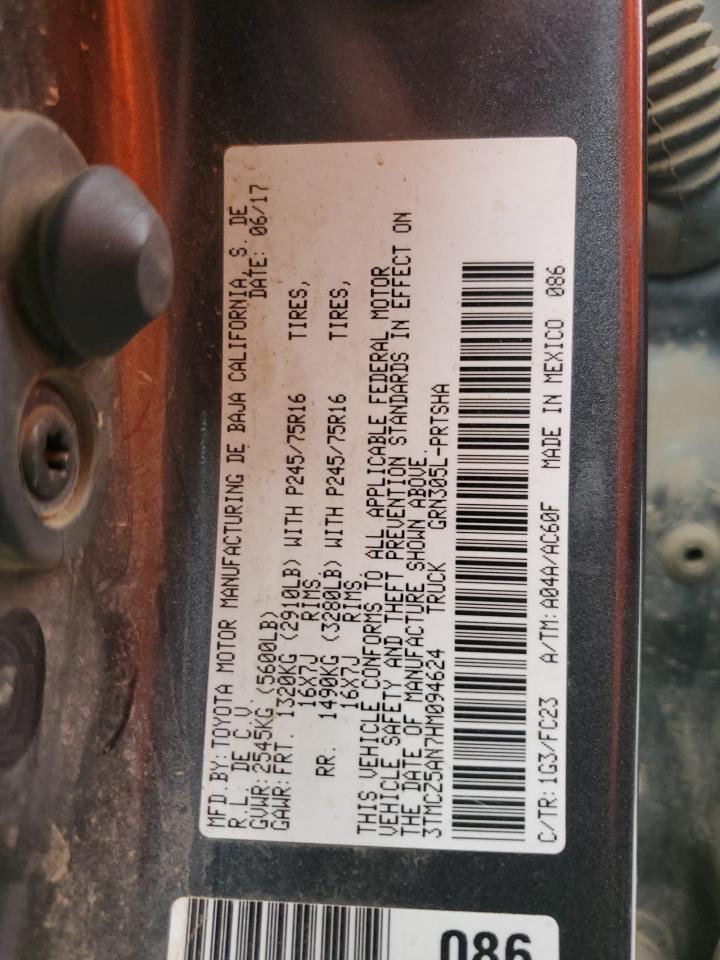 MFD.BY:TOYOTA MOTOR MANUFACTURING DE BAJA CALIFORNIA, S. DE
R.L. DE C.V. DATE: 06/17
GVWR:2545KG (5600LB)
GAWR:FRT. 1320KG (2910LB) WITH P245/75R16 TIRES,
16X7J RIMS.
RR. 1490KG (3280LB) WITH P245/75R16 TIRES,
16X7J RIMS.
THIS VEHICLE CONFORMS TO ALL APPLICABLE FEDERAL MOTOR
VEHICLE SAFETY AND THEFT PREVENTION STANDARDS IN EFFECT ON
THE DATE OF MANUFACTURE SHOWN ABOVE.
3TMCZ5AN7HM094624 TRUCK GRN305L-PRTSHA
C/TR:1G3/FC23 A/TM:A04A/AC60F MADE IN MEXICO 086
086